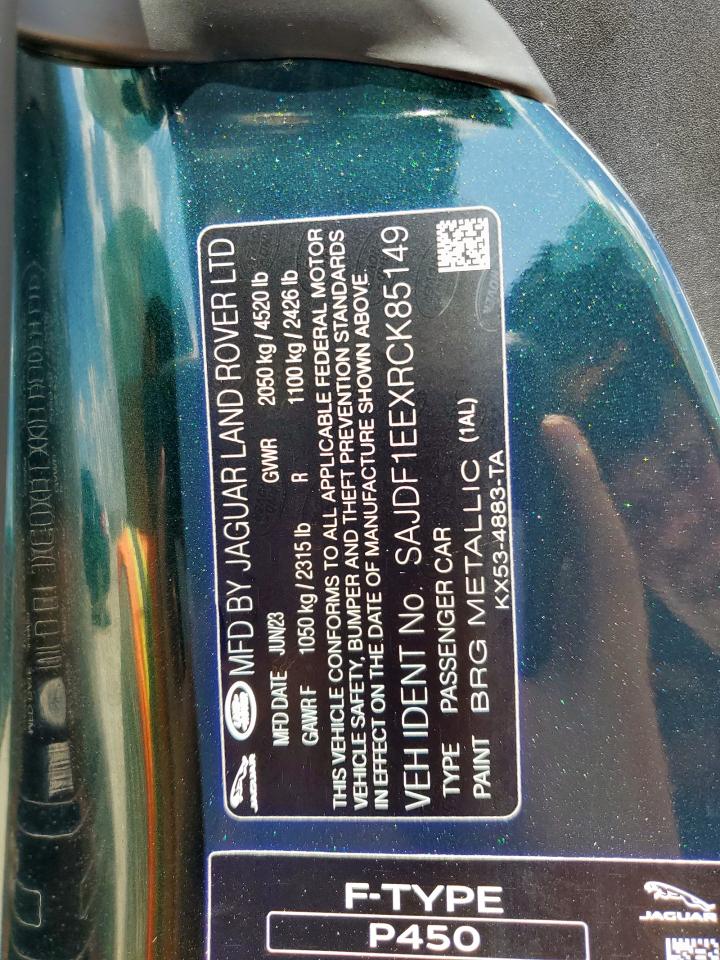 JAGUAR
LAND ROVER
MFD BY JAGUAR LAND ROVER LTD
MFD DATE JUN/23 GVWR 2050 kg / 4520 lb
GAWR F 1050 kg / 2315 lb R 1100 kg / 2426 lb
THIS VEHICLE CONFORMS TO ALL APPLICABLE FEDERAL MOTOR
VEHICLE SAFETY, BUMPER AND THEFT PREVENTION STANDARDS
IN EFFECT ON THE DATE OF MANUFACTURE SHOWN ABOVE.
VEH IDENT No. SAJDF1EEXRCK85149
TYPE PASSENGER CAR
PAINT BRG METALLIC (1AL)
KX53-4883-TA
F-TYPE
P450
JAGUAR